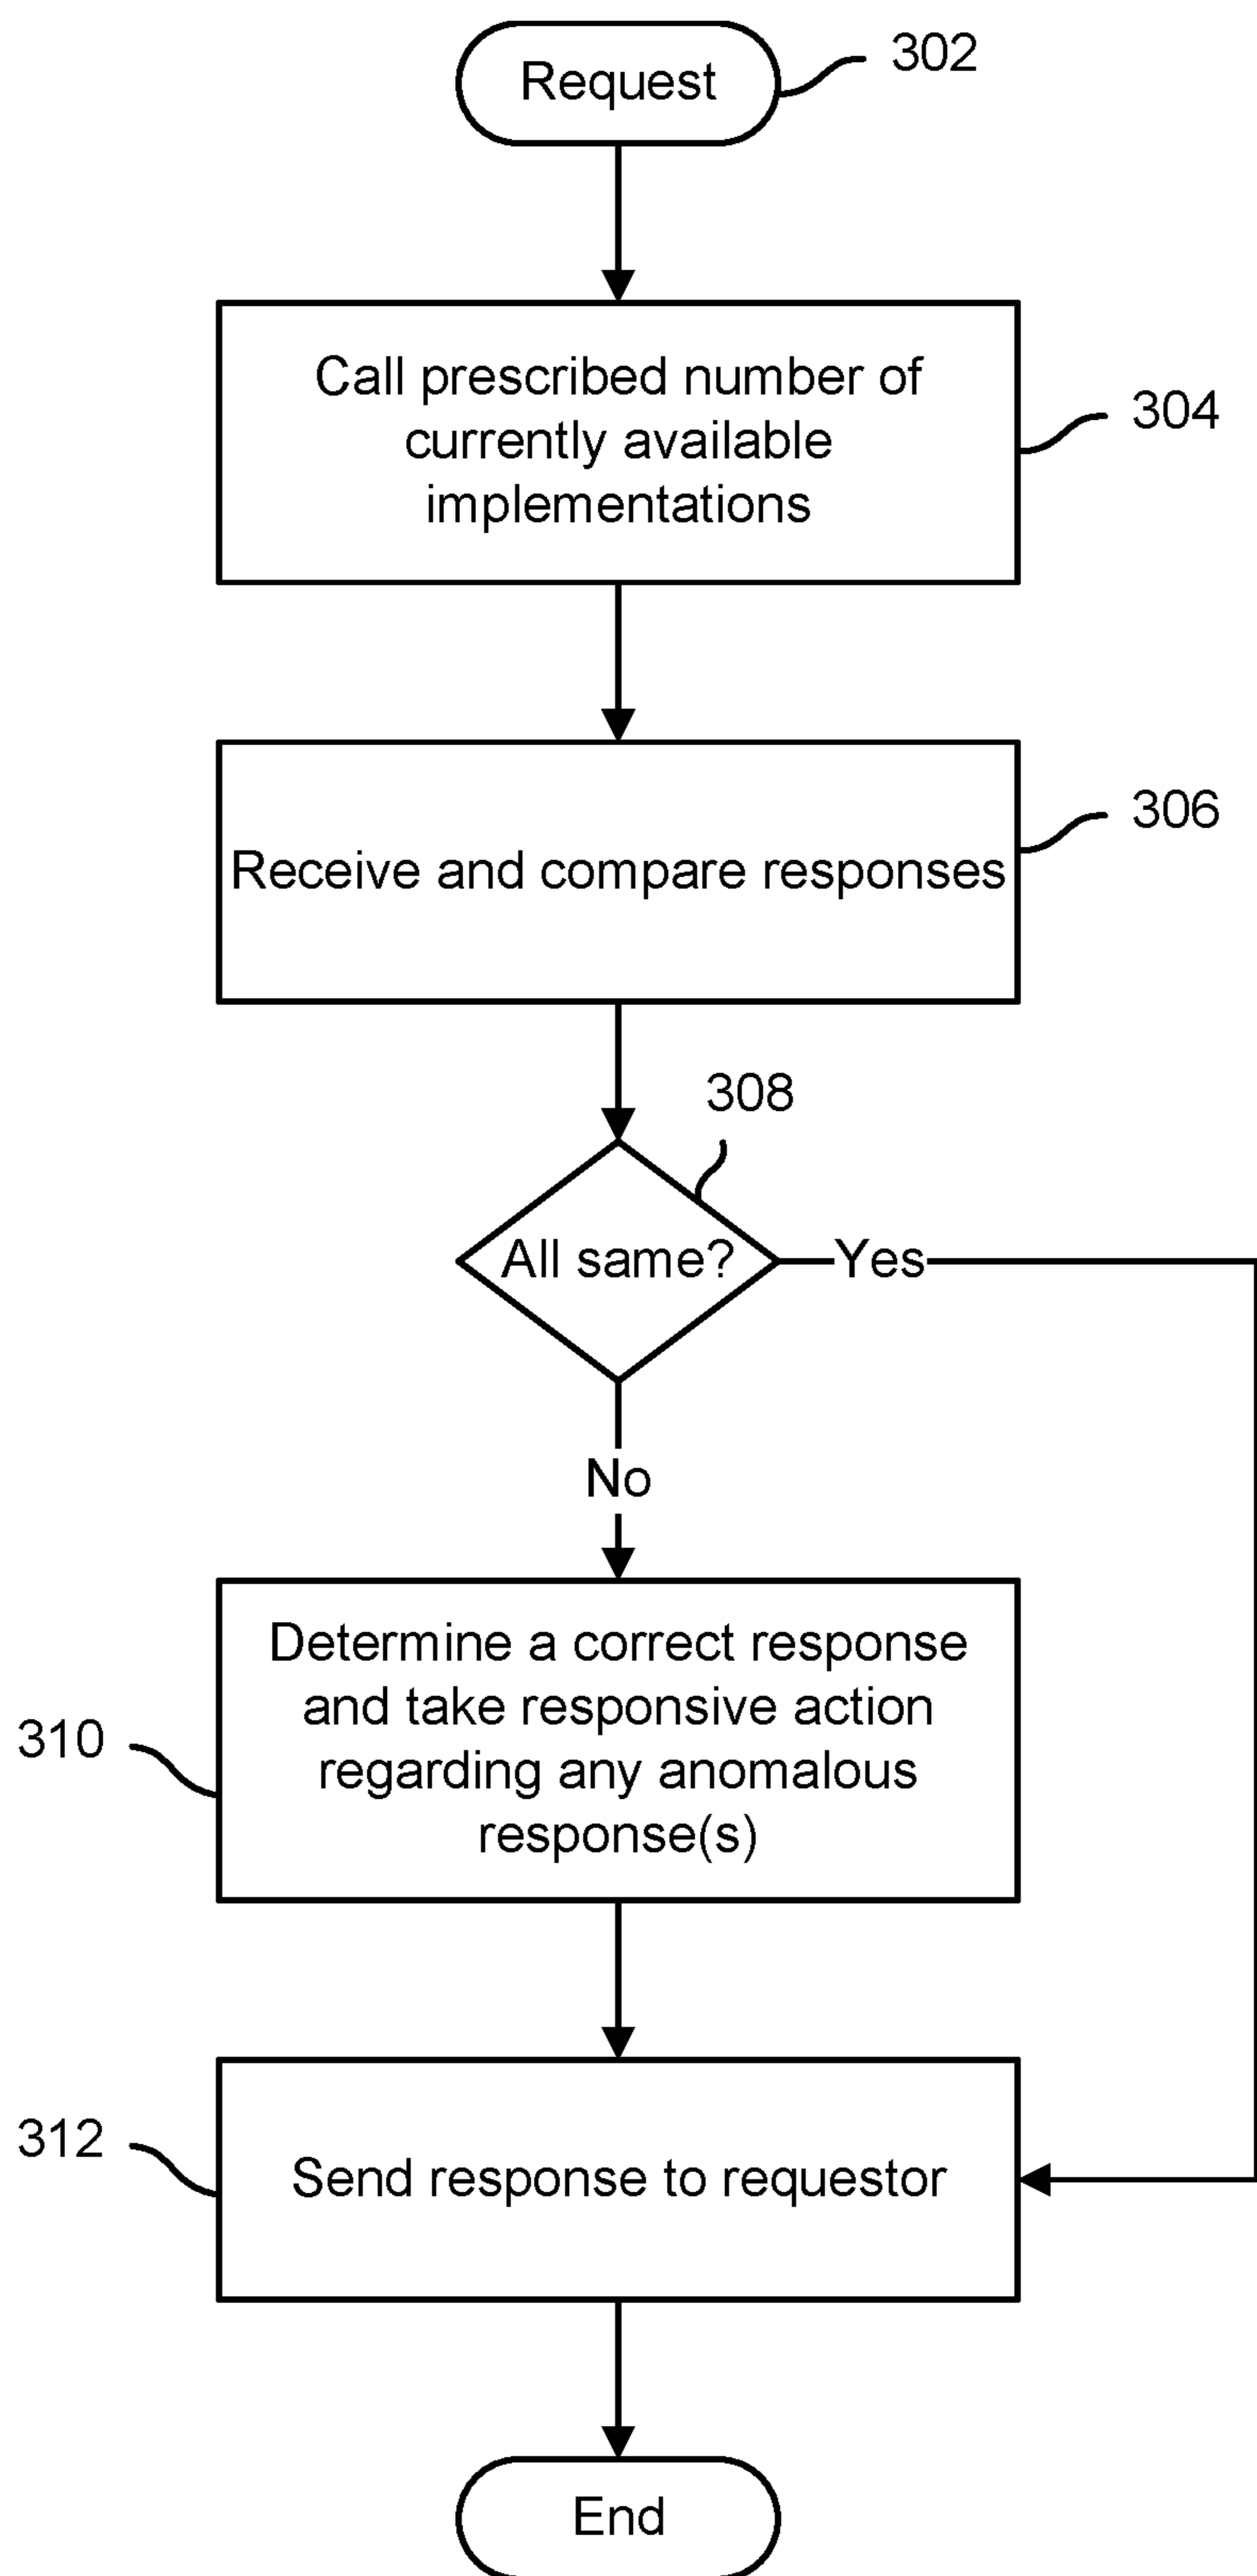 Request
302
Call prescribed number of
currently available
implementations
304
Receive and compare responses
306
308
All same?
Yes
No
Determine a correct response
and take responsive action
regarding any anomalous
response(s)
310
Send response to requestor
312
End